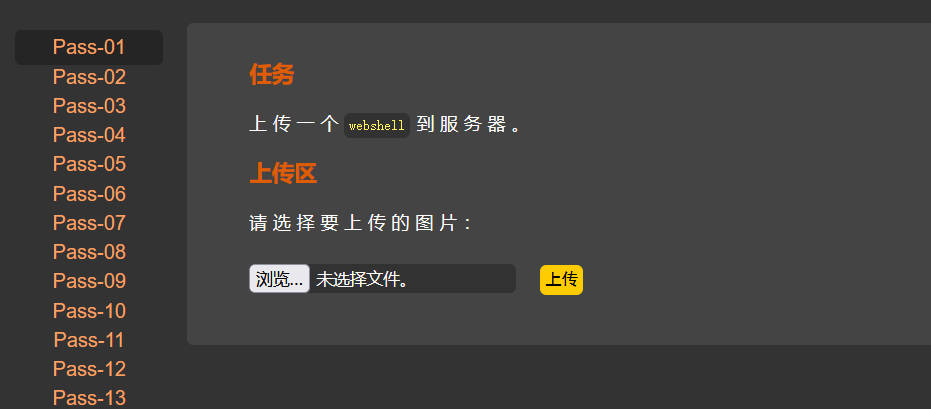 Pass-01
Pass-02
Pass-03
Pass-04
Pass-05
Pass-06
Pass-07
Pass-08
Pass-09
Pass-10
Pass-11
Pass-12
Pass-13
任务
上传一个 webshell 到服务器。
上传区
请选择要上传的图片：
浏览... 未选择文件。 上传